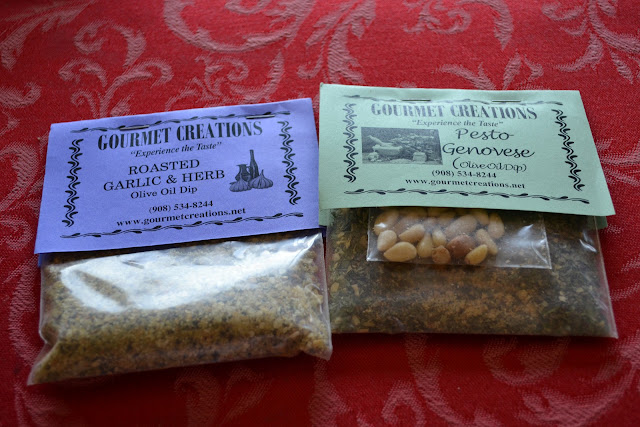 GOURMET CREATIONS
"Experience the Taste"
ROASTED
GARLIC & HERB
Olive Oil Dip
(908) 534-8244
www.gourmetcreations.net
GOURMET CREATIONS
"Experience the Taste"
Pesto
Genovese
(Olive Oil Dip)
(908) 534-8244
www.gourmetcreations.net